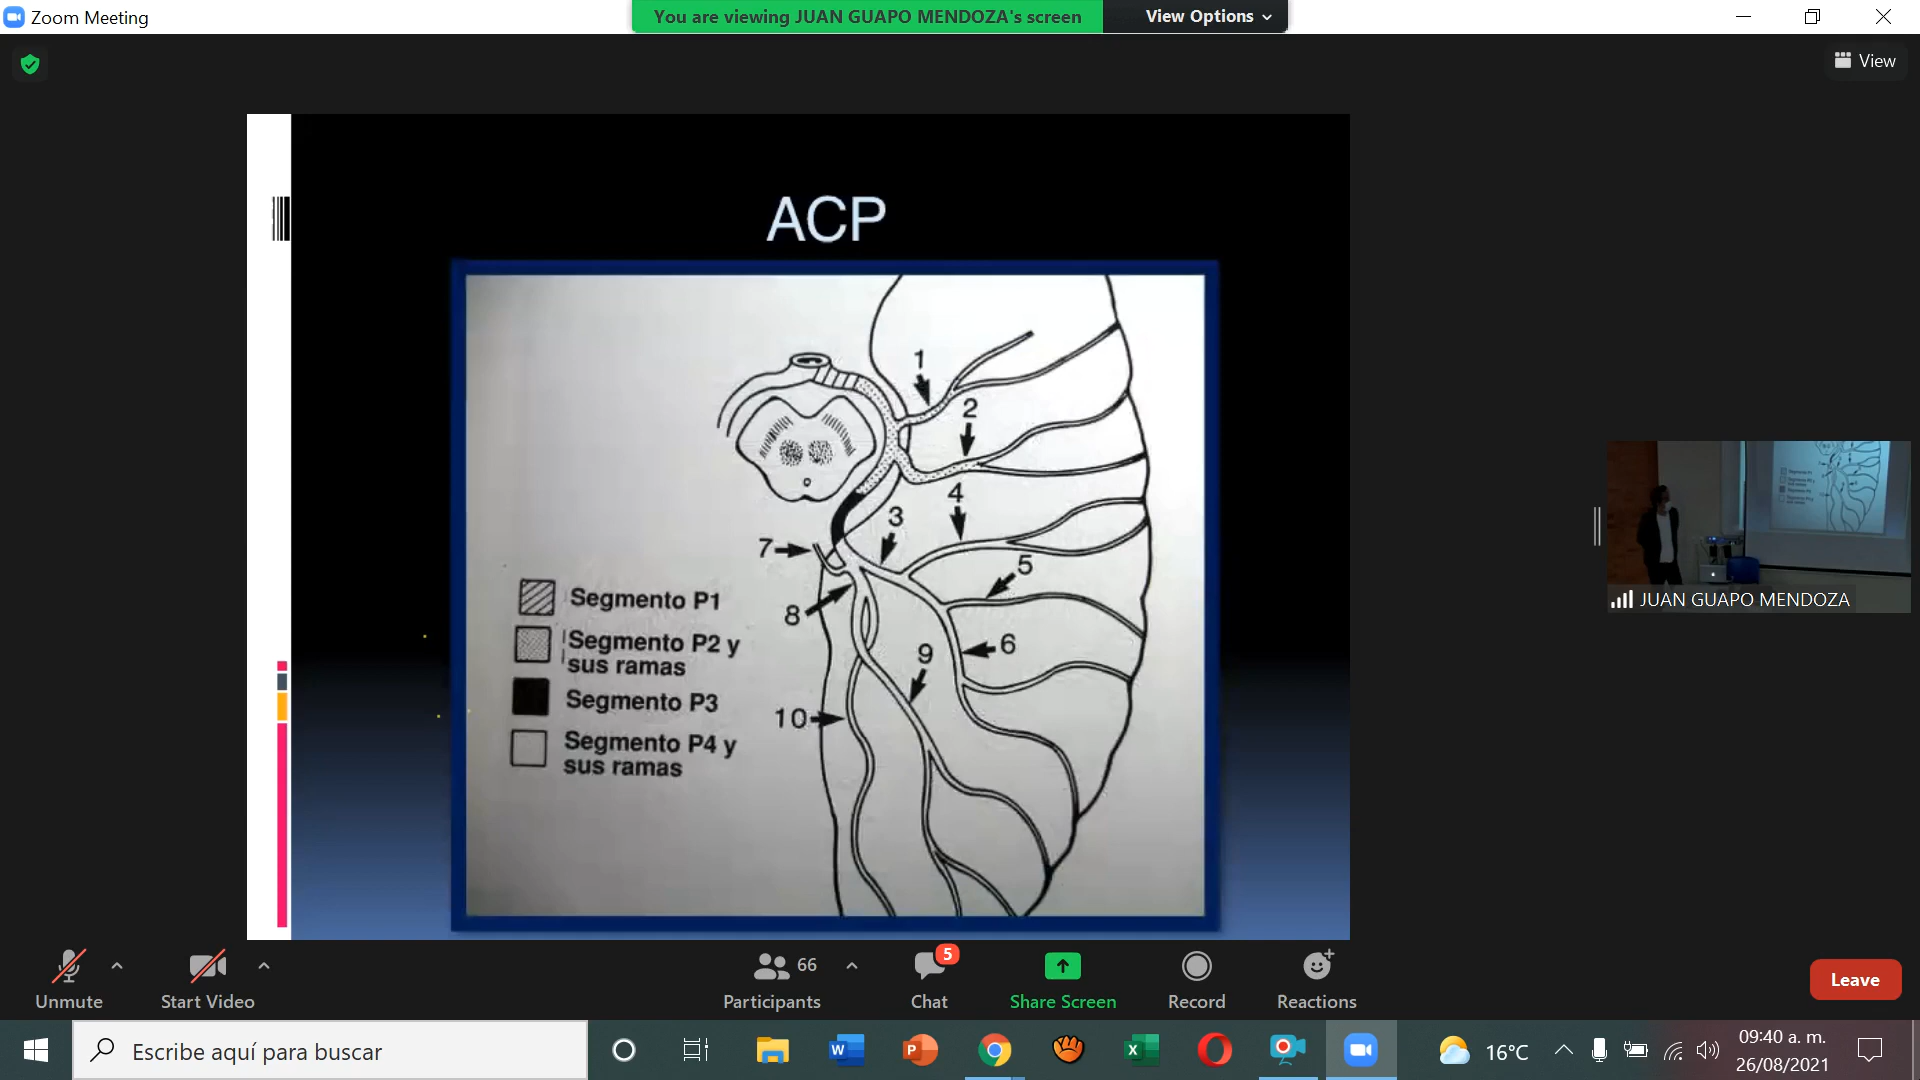 Zoom Meeting
You are viewing JUAN GUAPO MENDOZA's screen
View Options
View
ACP
1
2
4
3
7
5
Segmento P1
8
Segmento P2 y
sus ramas
6
9
Segmento P3
10
Segmento P4 y
sus ramas
JUAN GUAPO MENDOZA
Unmute
Start Video
66
Participants
5
Chat
Share Screen
Record
Reactions
Leave
Escribe aquí para buscar
W
P
X
16°C
09:40 a. m.
26/08/2021